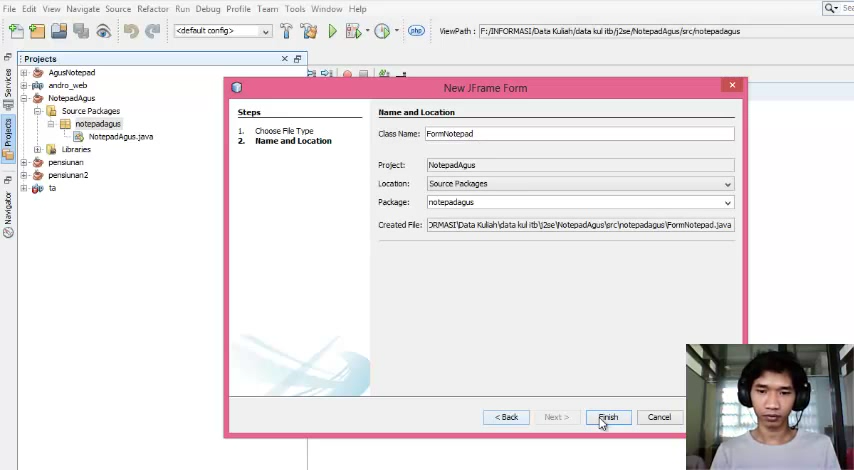 File Edit View Navigate Source Refactor Run Debug Profile Team Tools Window Help
<default config>
php
ViewPath : F:/INFORMASI/Data Kuliah/data kul itb/j2se/NotepadAgus/src/notepadagus
Projects
AgusNotepad
andro_web
NotepadAgus
Source Packages
notepadagus
NotepadAgus.java
Libraries
pensiunan
pensiunan2
ta
Services
Projects
Navigator
New JFrame Form
Steps
1. Choose File Type
2. Name and Location
Name and Location
Class Name: FormNotepad
Project: NotepadAgus
Location: Source Packages
Package: notepadagus
Created File: ORMASI\Data Kuliah\data kul itb\j2se\NotepadAgus\src\notepadagus\FormNotepad.java
< Back
Next >
Finish
Cancel